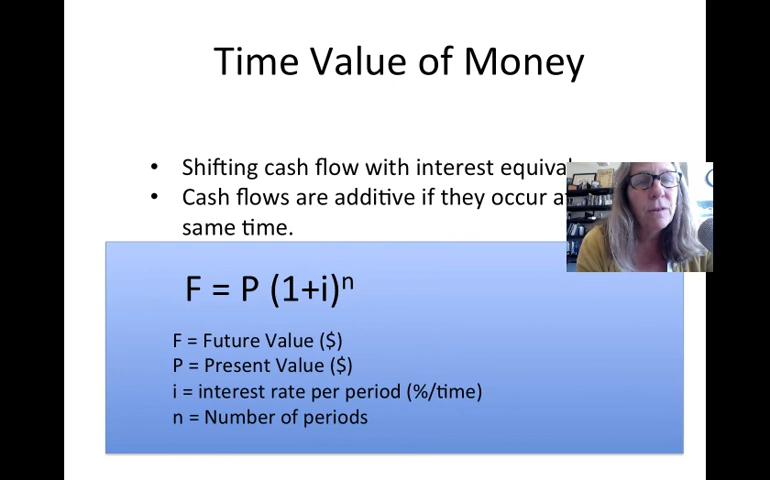 Time Value of Money
• Shifting cash flow with interest
• Cash flows are additive if they occur
same time.
F = P (1+i)ⁿ
F = Future Value ($)
P = Present Value ($)
i = interest rate per period (%/time)
n = Number of periods